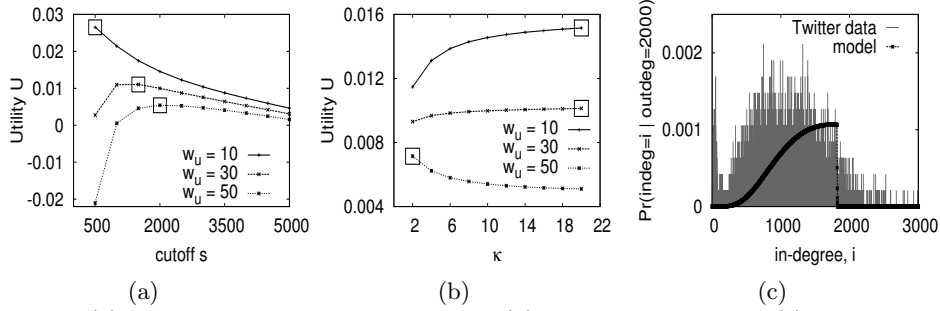 0.03
0.02
0.01
0
-0.01
-0.02
Utility U
w_u = 10
w_u = 30
w_u = 50
500 2000 3500 5000
cutoff s
(a)
0.016
0.012
0.008
0.004
Utility U
w_u = 10
w_u = 30
w_u = 50
2 6 10 14 18 22
κ
(b)
Pr(indeg=i | outdeg=2000)
0.002
0.001
0
Twitter data
model
0 1000 2000 3000
in-degree, i
(c)